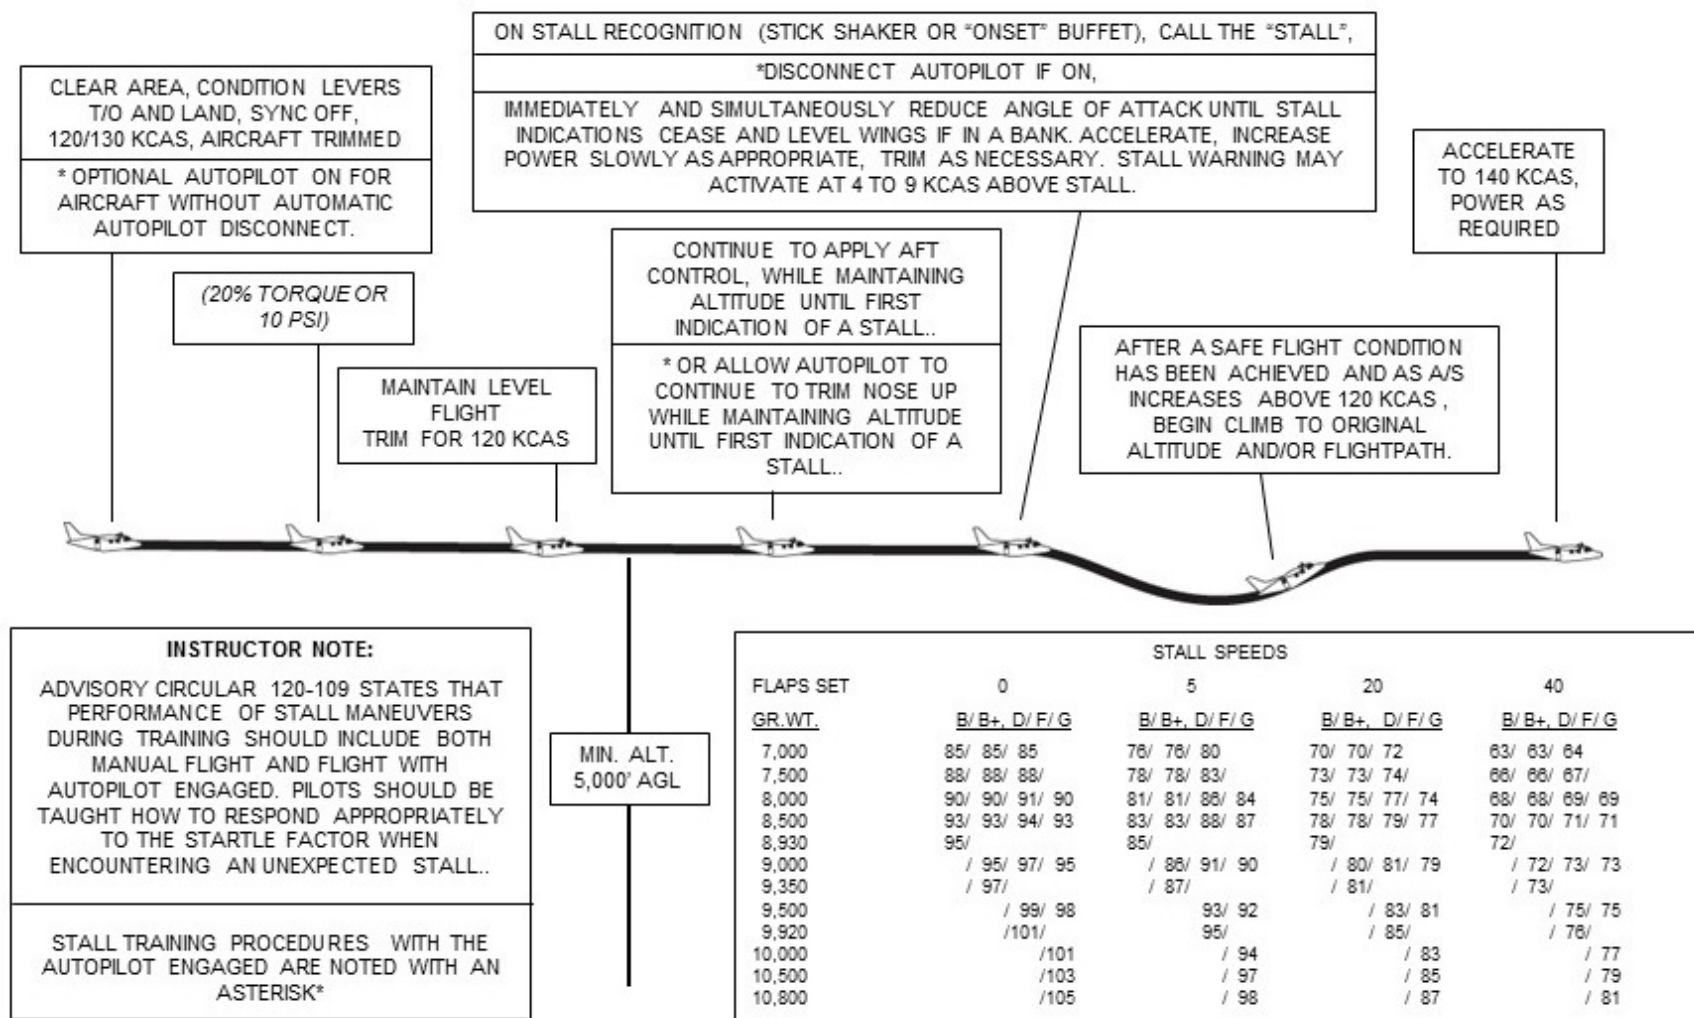 ON STALL RECOGNITION (STICK SHAKER OR "ONSET" BUFFET), CALL THE "STALL",
*DISCONNECT AUTOPILOT IF ON,
IMMEDIATELY AND SIMULTANEOUSLY REDUCE ANGLE OF ATTACK UNTIL STALL
INDICATIONS CEASE AND LEVEL WINGS IF IN A BANK. ACCELERATE, INCREASE
POWER SLOWLY AS APPROPRIATE, TRIM AS NECESSARY. STALL WARNING MAY
ACTIVATE AT 4 TO 9 KCAS ABOVE STALL.
CLEAR AREA, CONDITION LEVERS
T/O AND LAND, SYNC OFF,
120/130 KCAS, AIRCRAFT TRIMMED
* OPTIONAL AUTOPILOT ON FOR
AIRCRAFT WITHOUT AUTOMATIC
AUTOPILOT DISCONNECT.
(20% TORQUE OR
10 PSI)
MAINTAIN LEVEL
FLIGHT
TRIM FOR 120 KCAS
CONTINUE TO APPLY AFT
CONTROL, WHILE MAINTAINING
ALTITUDE UNTIL FIRST
INDICATION OF A STALL..
* OR ALLOW AUTOPILOT TO
CONTINUE TO TRIM NOSE UP
WHILE MAINTAINING ALTITUDE
UNTIL FIRST INDICATION OF A
STALL..
AFTER A SAFE FLIGHT CONDITION
HAS BEEN ACHIEVED AND AS A/S
INCREASES ABOVE 120 KCAS ,
BEGIN CLIMB TO ORIGINAL
ALTITUDE AND/OR FLIGHTPATH.
ACCELERATE
TO 140 KCAS,
POWER AS
REQUIRED
INSTRUCTOR NOTE:
ADVISORY CIRCULAR 120-109 STATES THAT
PERFORMANCE OF STALL MANEUVERS
DURING TRAINING SHOULD INCLUDE BOTH
MANUAL FLIGHT AND FLIGHT WITH
AUTOPILOT ENGAGED. PILOTS SHOULD BE
TAUGHT HOW TO RESPOND APPROPRIATELY
TO THE STARTLE FACTOR WHEN
ENCOUNTERING AN UNEXPECTED STALL..
STALL TRAINING PROCEDURES WITH THE
AUTOPILOT ENGAGED ARE NOTED WITH AN
ASTERISK*
MIN. ALT.
5,000' AGL
STALL SPEEDS
FLAPS SET 0 5 20 40
GR.WT. B/ B+, D/ F/ G B/ B+, D/ F/ G B/ B+, D/ F/ G B/ B+, D/ F/ G
7,000 85/ 85/ 85 76/ 76/ 80 70/ 70/ 72 63/ 63/ 64
7,500 88/ 88/ 88/ 78/ 78/ 83/ 73/ 73/ 74/ 66/ 66/ 67/
8,000 90/ 90/ 91/ 90 81/ 81/ 86/ 84 75/ 75/ 77/ 74 68/ 68/ 69/ 69
8,500 93/ 93/ 94/ 93 83/ 83/ 88/ 87 78/ 78/ 79/ 77 70/ 70/ 71/ 71
8,930 95/ 85/ 79/ 72/
9,000 / 95/ 97/ 95 / 86/ 91/ 90 / 80/ 81/ 79 / 72/ 73/ 73
9,350 / 97/ / 87/ / 81/ / 73/
9,500 / 99/ 98 93/ 92 / 83/ 81 / 75/ 75
9,920 /101/ 95/ / 85/ / 76/
10,000 /101 / 94 / 83 / 77
10,500 /103 / 97 / 85 / 79
10,800 /105 / 98 / 87 / 81